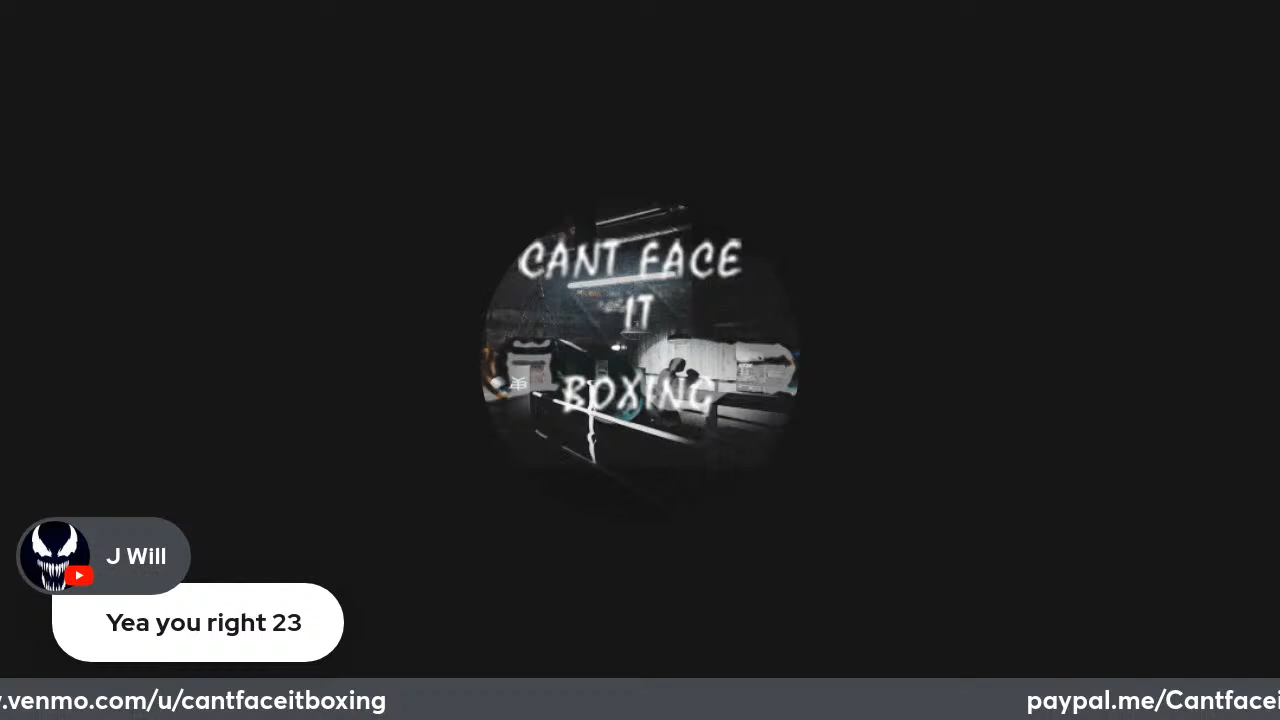 CANT FACE
IT
BOXING
J Will
Yea you right 23
.venmo.com/u/cantfaceitboxing
paypal.me/Cantfacei